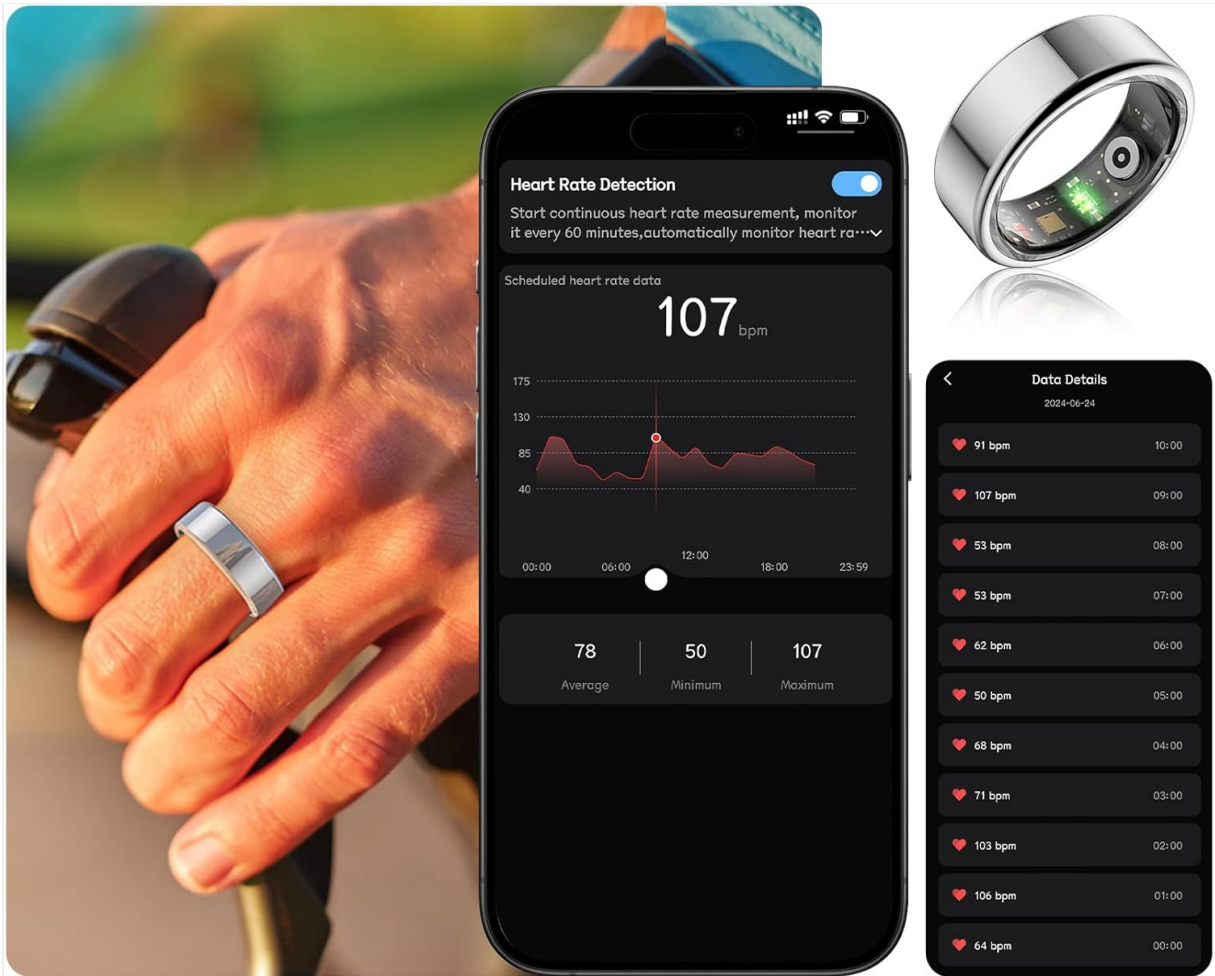 Heart Rate Detection
Start continuous heart rate measurement, monitor
it every 60 minutes,automatically monitor heart ra···
Scheduled heart rate data
107 bpm
175
130
85
40
12:00
00:00 06:00 18:00 23:59
78 50 107
Average Minimum Maximum
Data Details
2024-06-24
91 bpm 10:00
107 bpm 09:00
53 bpm 08:00
53 bpm 07:00
62 bpm 06:00
50 bpm 05:00
68 bpm 04:00
71 bpm 03:00
103 bpm 02:00
106 bpm 01:00
64 bpm 00:00